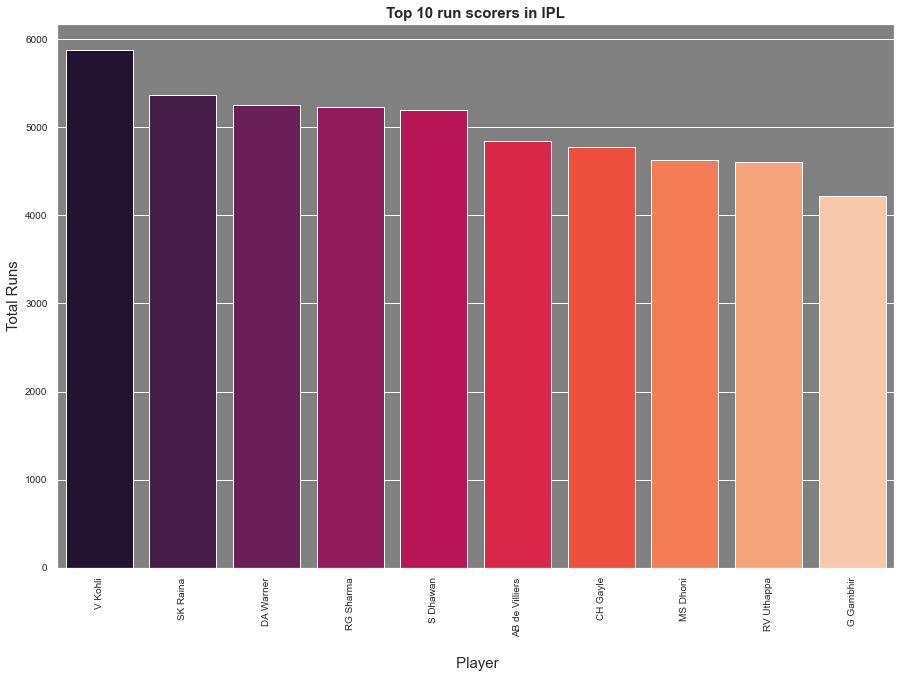 Top 10 run scorers in IPL
6000
5000
4000
3000
2000
1000
0
Total Runs
V Kohli
SK Raina
DA Warner
RG Sharma
S Dhawan
AB de Villiers
CH Gayle
MS Dhoni
RV Uthappa
G Gambhir
Player